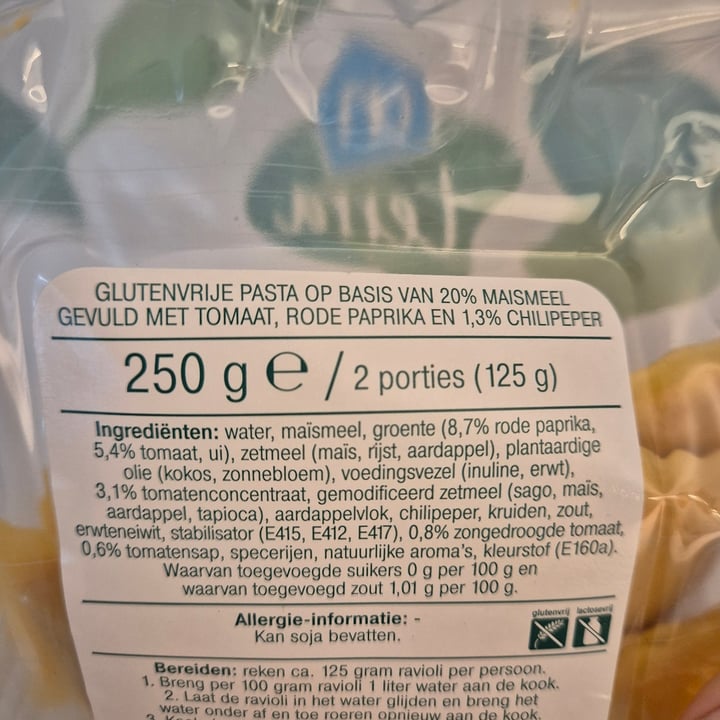 terra
GLUTENVRIJE PASTA OP BASIS VAN 20% MAISMEEL
GEVULD MET TOMAAT, RODE PAPRIKA EN 1,3% CHILIPEPER
250 g e / 2 porties (125 g)
Ingrediënten: water, maïsmeel, groente (8,7% rode paprika,
5,4% tomaat, ui), zetmeel (maïs, rijst, aardappel), plantaardige
olie (kokos, zonnebloem), voedingsvezel (inuline, erwt),
3,1% tomatenconcentraat, gemodificeerd zetmeel (sago, maïs,
aardappel, tapioca), aardappelvlok, chilipeper, kruiden, zout,
erwteneiwit, stabilisator (E415, E412, E417), 0,8% zongedroogde tomaat,
0,6% tomatensap, specerijen, natuurlijke aroma's, kleurstof (E160a).
Waarvan toegevoegde suikers 0 g per 100 g en
waarvan toegevoegd zout 1,01 g per 100 g.
Allergie-informatie: -
Kan soja bevatten.
glutenvrij lactosevrij
Bereiden: reken ca. 125 gram ravioli per persoon.
1. Breng per 100 gram ravioli 1 liter water aan de kook.
2. Laat de ravioli in het water glijden en breng het
water onder af en toe roeren opnieuw aan de kook.